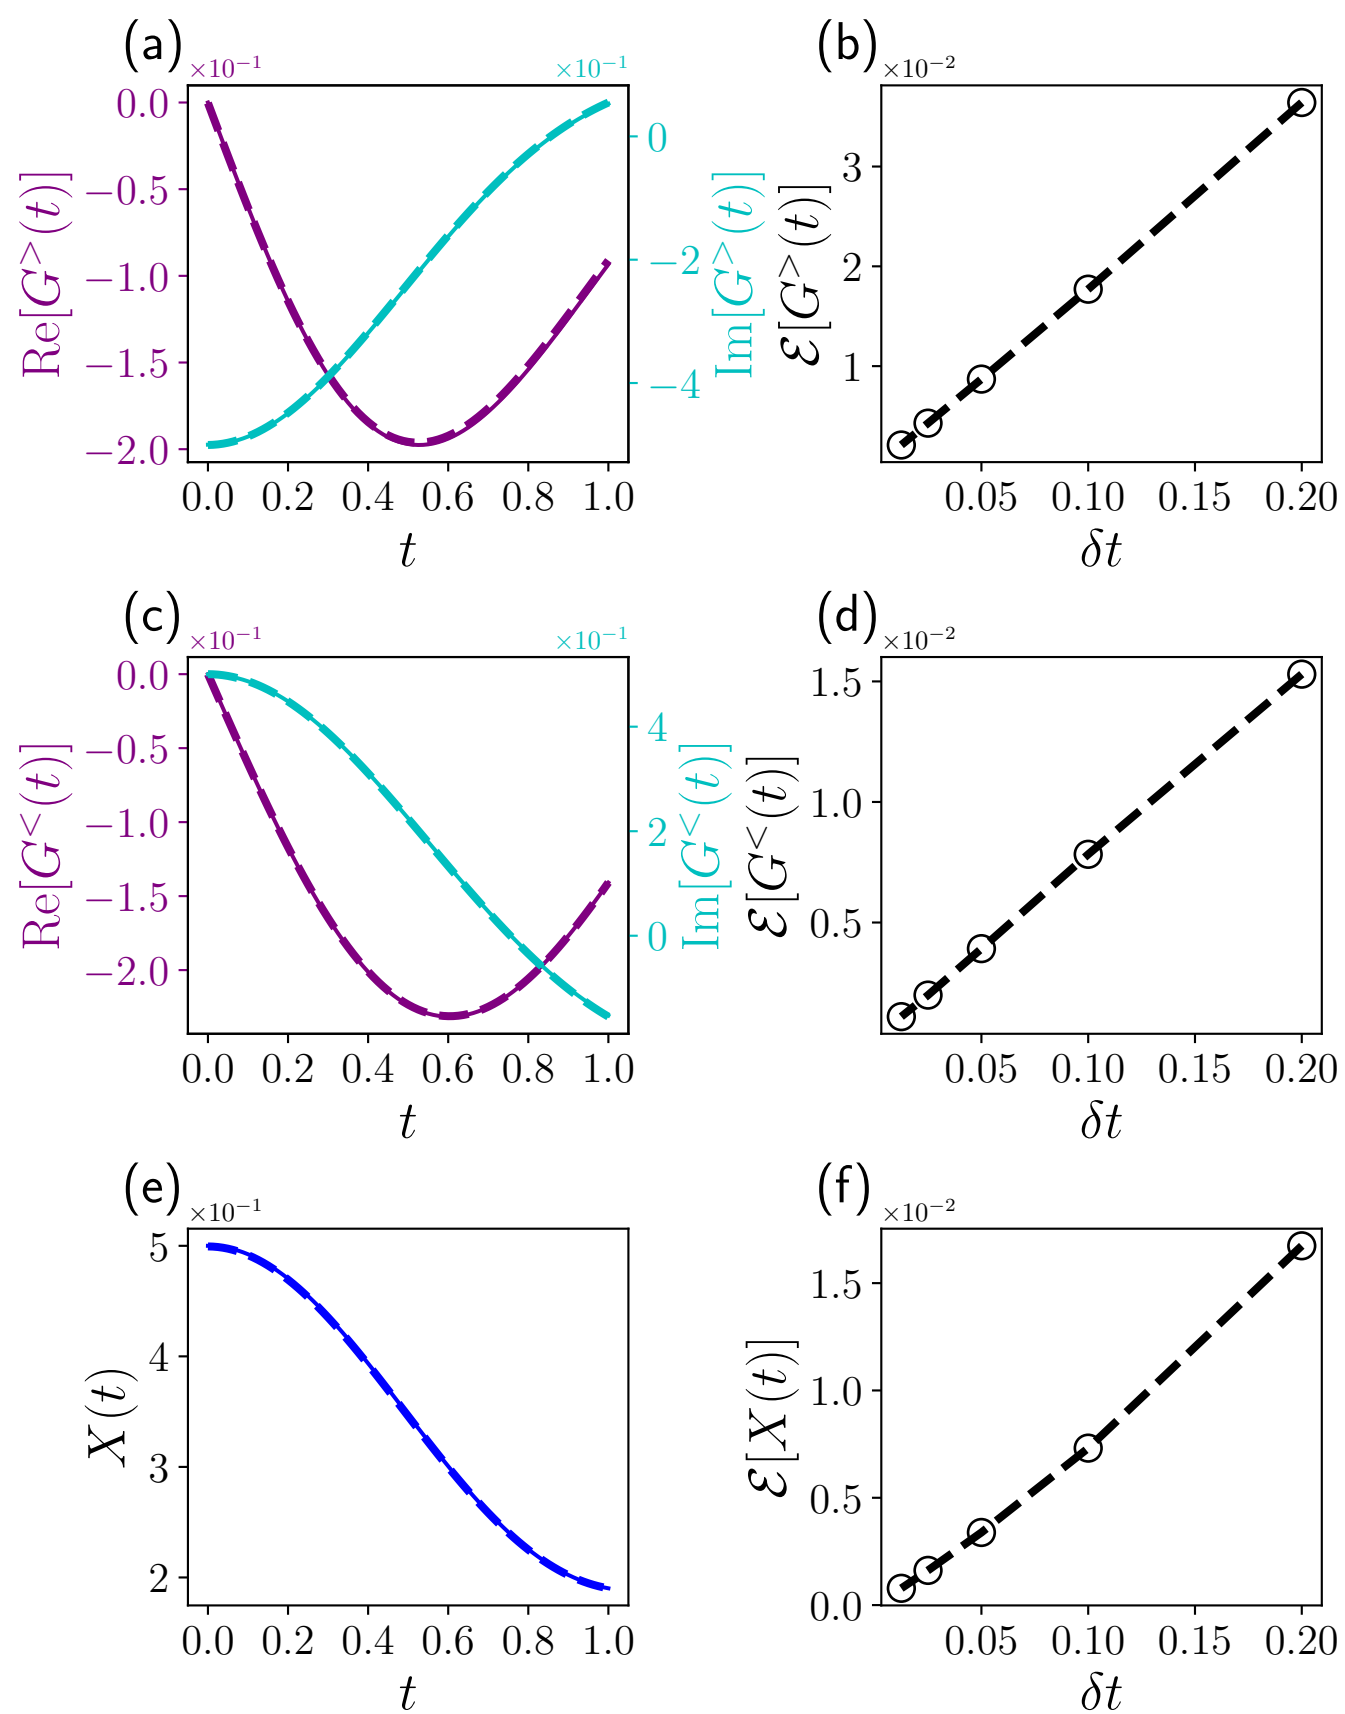 (a)
×10⁻¹
×10⁻¹
0.0
−0.5
−1.0
−1.5
−2.0
Re[G^>(t)]
0
−2
−4
Im[G^>(t)]
0.0 0.2 0.4 0.6 0.8 1.0
t
(b)
×10⁻²
3
2
1
ℰ[G^>(t)]
0.05 0.10 0.15 0.20
δt
(c)
×10⁻¹
×10⁻¹
0.0
−0.5
−1.0
−1.5
−2.0
Re[G^<(t)]
4
2
0
Im[G^<(t)]
0.0 0.2 0.4 0.6 0.8 1.0
t
(d)
×10⁻²
1.5
1.0
0.5
ℰ[G^<(t)]
0.05 0.10 0.15 0.20
δt
(e)
×10⁻¹
5
4
3
2
X(t)
0.0 0.2 0.4 0.6 0.8 1.0
t
(f)
×10⁻²
1.5
1.0
0.5
0.0
ℰ[X(t)]
0.05 0.10 0.15 0.20
δt